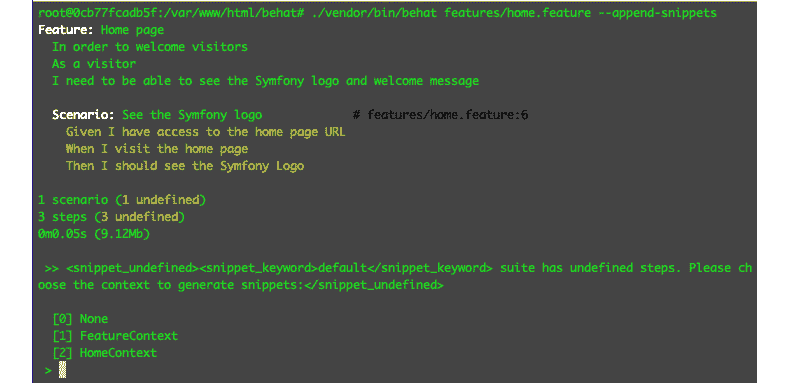 root@0cb77fcadb5f:/var/www/html/behat# ./vendor/bin/behat features/home.feature --append-snippets
Feature: Home page
In order to welcome visitors
As a visitor
I need to be able to see the Symfony logo and welcome message
Scenario: See the Symfony logo # features/home.feature:6
Given I have access to the home page URL
When I visit the home page
Then I should see the Symfony Logo
1 scenario (1 undefined)
3 steps (3 undefined)
0m0.05s (9.12Mb)
>> <snippet_undefined><snippet_keyword>default</snippet_keyword> suite has undefined steps. Please ch
oose the context to generate snippets:</snippet_undefined>
[0] None
[1] FeatureContext
[2] HomeContext
>